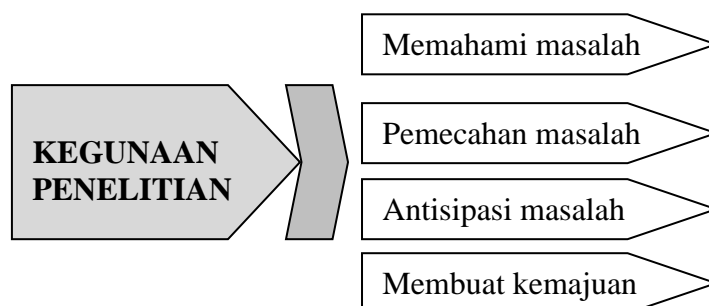 KEGUNAAN
PENELITIAN
Memahami masalah
Pemecahan masalah
Antisipasi masalah
Membuat kemajuan